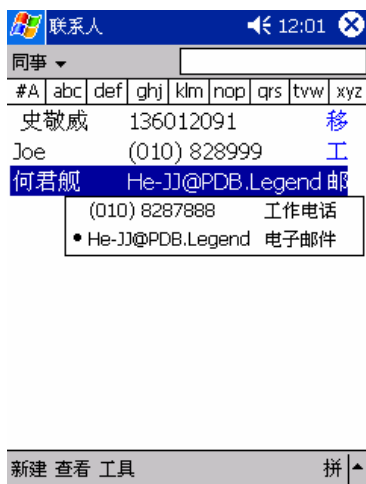 联系人 12:01
同事
#A abc def ghj klm nop qrs tvw xyz
史敬威 136012091 移
Joe (010) 828999 工
何君舰 He-JJ@PDB.Legend 邮
(010) 8287888 工作电话
• He-JJ@PDB.Legend 电子邮件
新建 查看 工具 拼